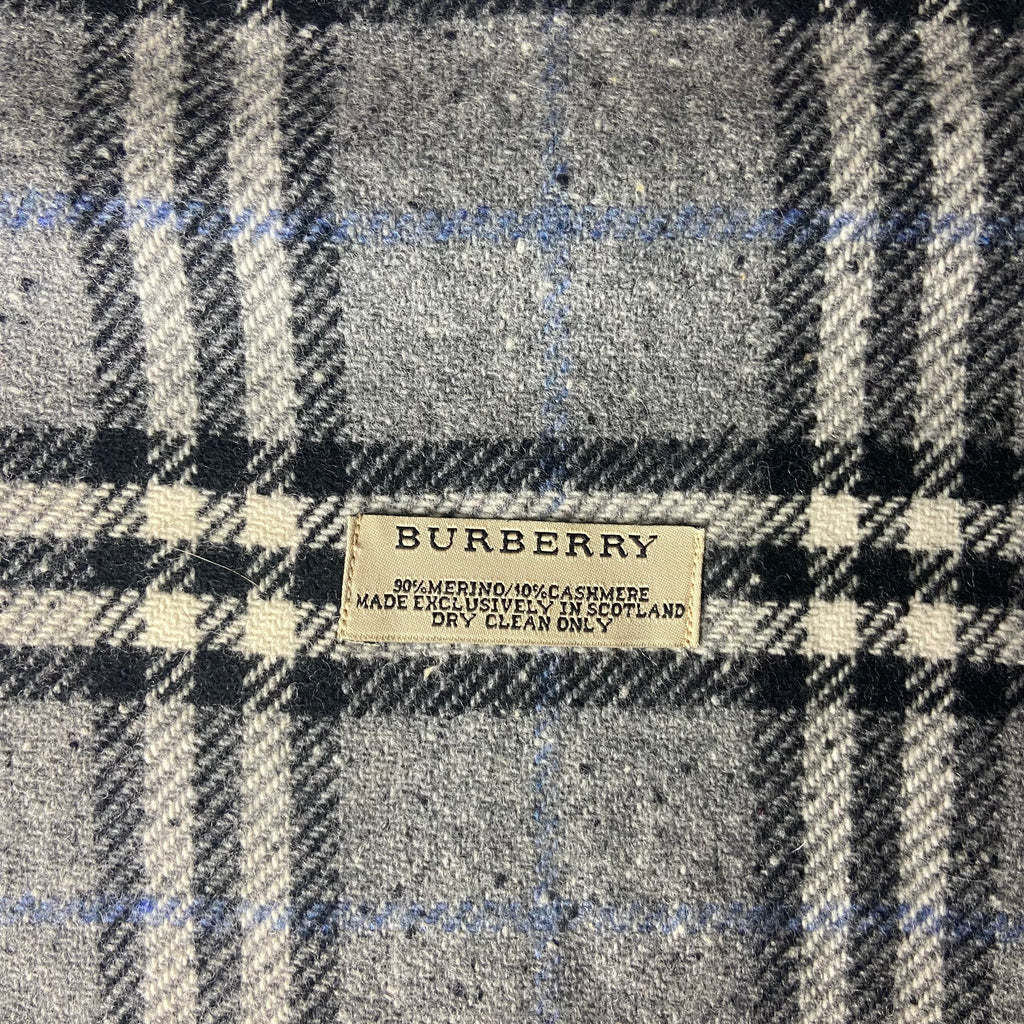 BURBERRY
90%MERINO/10%CASHMERE
MADE EXCLUSIVELY IN SCOTLAND
DRY CLEAN ONLY